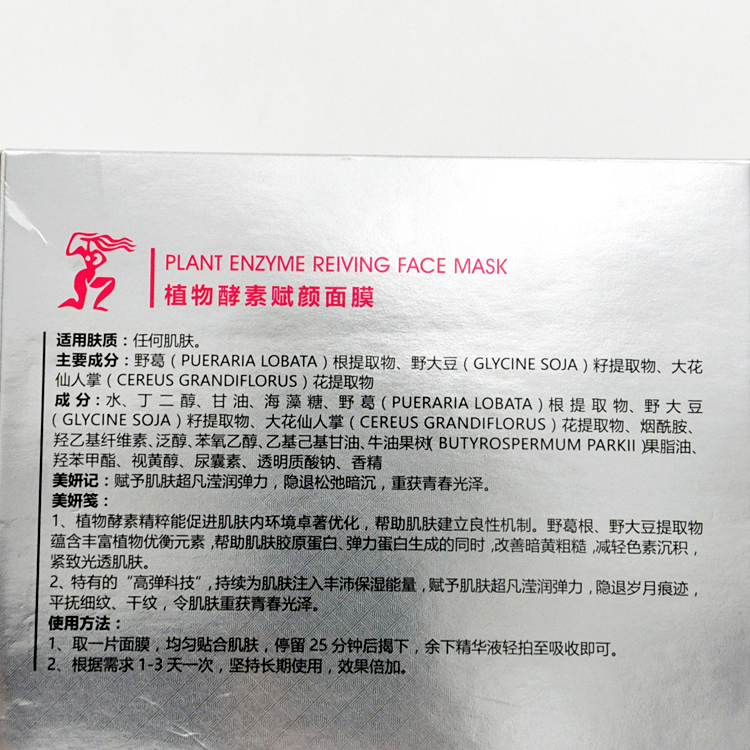 PLANT ENZYME REIVING FACE MASK
植物酵素赋颜面膜
适用肤质：任何肌肤。
主要成分：野葛（PUERARIA LOBATA）根提取物、野大豆（GLYCINE SOJA）籽提取物、大花
仙人掌（CEREUS GRANDIFLORUS）花提取物
成分：水、丁二醇、甘油、海藻糖、野葛（PUERARIA LOBATA）根提取物、野大豆
（GLYCINE SOJA）籽提取物、大花仙人掌（CEREUS GRANDIFLORUS）花提取物、烟酰胺、
羟乙基纤维素、泛醇、苯氧乙醇、乙基己基甘油、牛油果树（BUTYROSPERMUM PARKII）果脂油、
羟苯甲酯、视黄醇、尿囊素、透明质酸钠、香精
美妍记：赋予肌肤超凡滢润弹力，隐退松弛暗沉，重获青春光泽。
美妍笺：
1、植物酵素精粹能促进肌肤内环境卓著优化，帮助肌肤建立良性机制。野葛根、野大豆提取物
蕴含丰富植物优衡元素，帮助肌肤胶原蛋白、弹力蛋白生成的同时，改善暗黄粗糙，减轻色素沉积，
紧致光透肌肤。
2、特有的“高弹科技”，持续为肌肤注入丰沛保湿能量，赋予肌肤超凡滢润弹力，隐退岁月痕迹，
平抚细纹、干纹，令肌肤重获青春光泽。
使用方法：
1、取一片面膜，均匀贴合肌肤，停留25分钟后揭下，余下精华液轻拍至吸收即可。
2、根据需求1-3天一次，坚持长期使用，效果倍加。